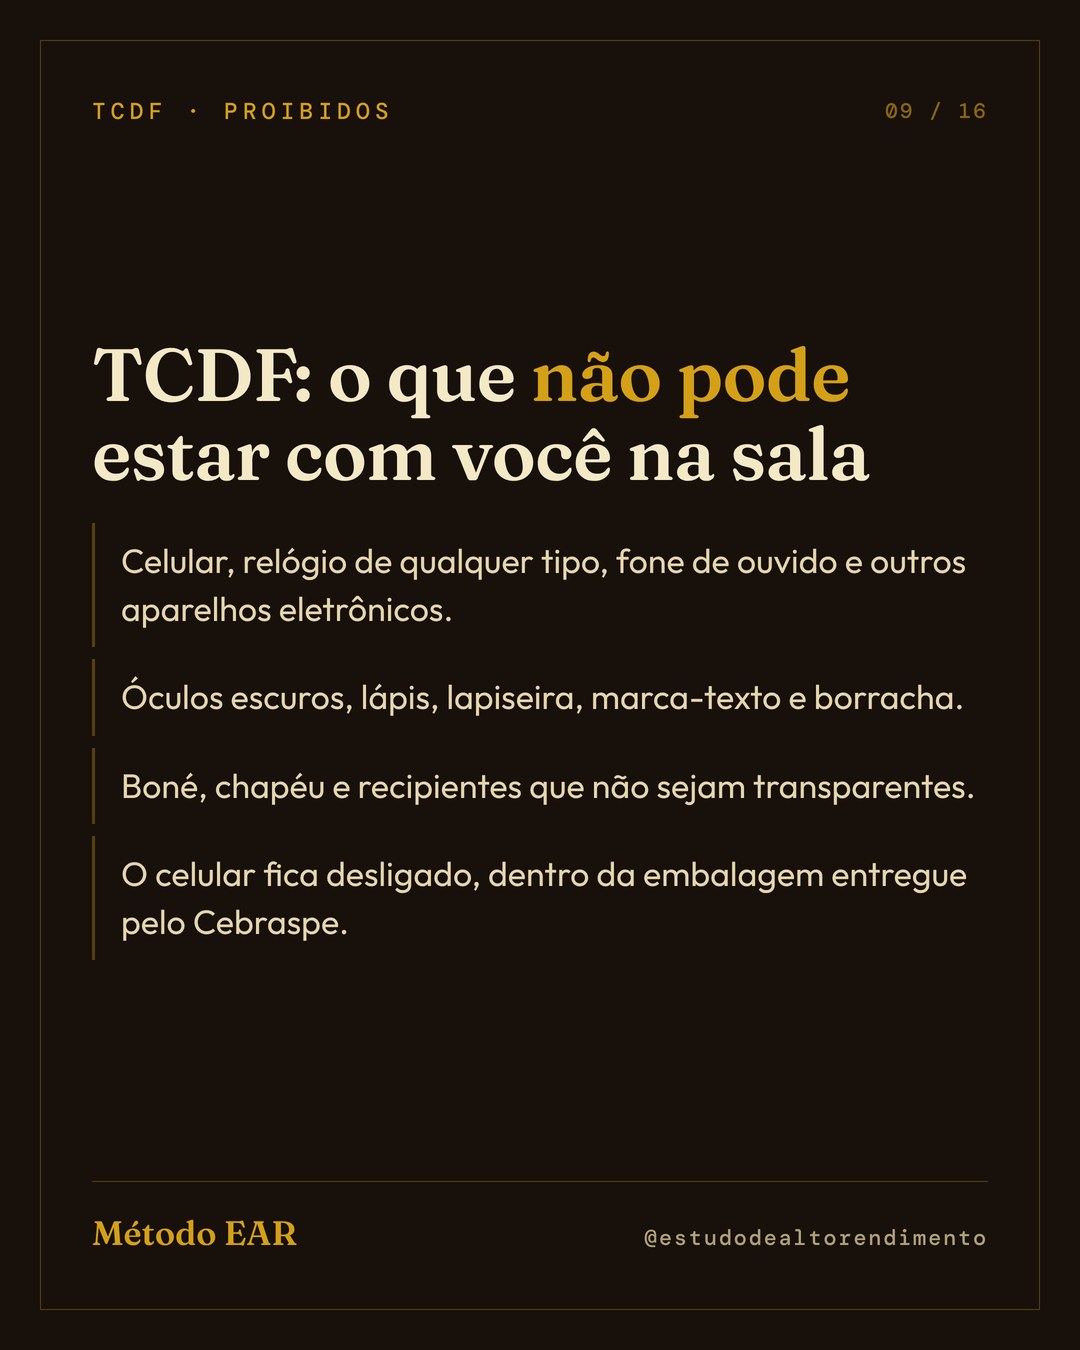 TCDF · PROIBIDOS
09 / 16
TCDF: o que não pode
estar com você na sala
Celular, relógio de qualquer tipo, fone de ouvido e outros
aparelhos eletrônicos.
Óculos escuros, lápis, lapiseira, marca-texto e borracha.
Boné, chapéu e recipientes que não sejam transparentes.
O celular fica desligado, dentro da embalagem entregue
pelo Cebraspe.
Método EAR
@estudodealtorendimento